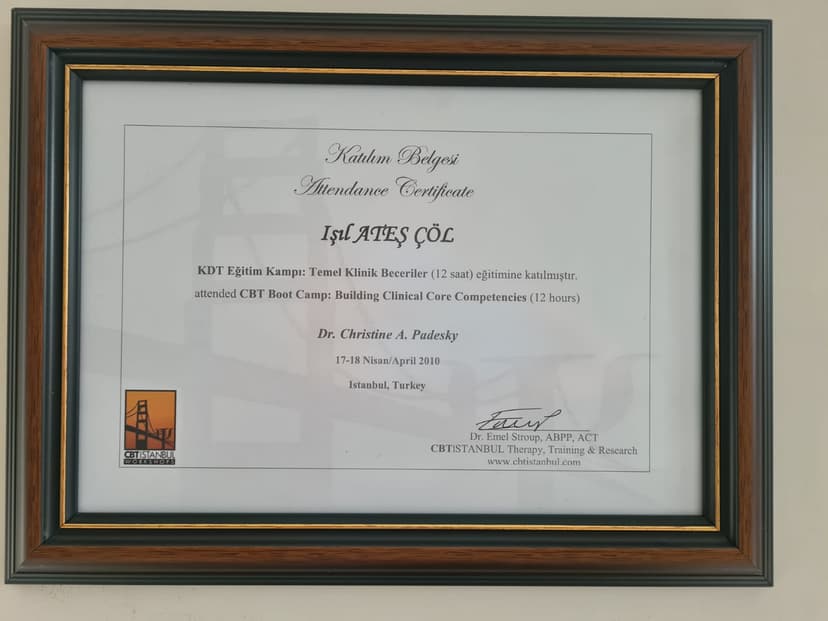 Katılım Belgesi
Attendance Certificate
Işıl ATEŞ ÇÖL
KDT Eğitim Kampı: Temel Klinik Beceriler (12 saat) eğitimine katılmıştır.
attended CBT Boot Camp: Building Clinical Core Competencies (12 hours)
Dr. Christine A. Padesky
17-18 Nisan/April 2010
Istanbul, Turkey
Dr. Emel Stroup, ABPP, ACT
CBTISTANBUL Therapy, Training & Research
www.cbtistanbul.com
CBTISTANBUL
WORKSHOPS